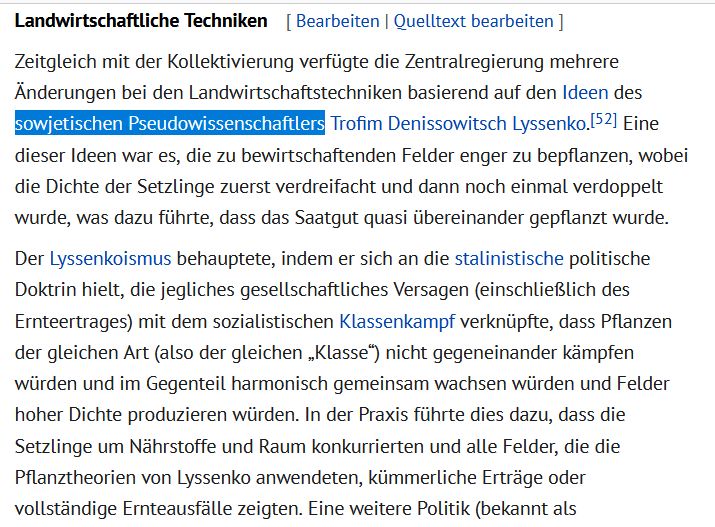 Landwirtschaftliche Techniken [ Bearbeiten | Quelltext bearbeiten ]
Zeitgleich mit der Kollektivierung verfügte die Zentralregierung mehrere
Änderungen bei den Landwirtschaftstechniken basierend auf den Ideen des
sowjetischen Pseudowissenschaftlers Trofim Denissowitsch Lyssenko.[52] Eine
dieser Ideen war es, die zu bewirtschaftenden Felder enger zu bepflanzen, wobei
die Dichte der Setzlinge zuerst verdreifacht und dann noch einmal verdoppelt
wurde, was dazu führte, dass das Saatgut quasi übereinander gepflanzt wurde.
Der Lyssenkoismus behauptete, indem er sich an die stalinistische politische
Doktrin hielt, die jegliches gesellschaftliches Versagen (einschließlich des
Ernteertrages) mit dem sozialistischen Klassenkampf verknüpfte, dass Pflanzen
der gleichen Art (also der gleichen „Klasse“) nicht gegeneinander kämpfen
würden und im Gegenteil harmonisch gemeinsam wachsen würden und Felder
hoher Dichte produzieren würden. In der Praxis führte dies dazu, dass die
Setzlinge um Nährstoffe und Raum konkurrierten und alle Felder, die die
Pflanztheorien von Lyssenko anwendeten, kümmerliche Erträge oder
vollständige Ernteausfälle zeigten. Eine weitere Politik (bekannt als